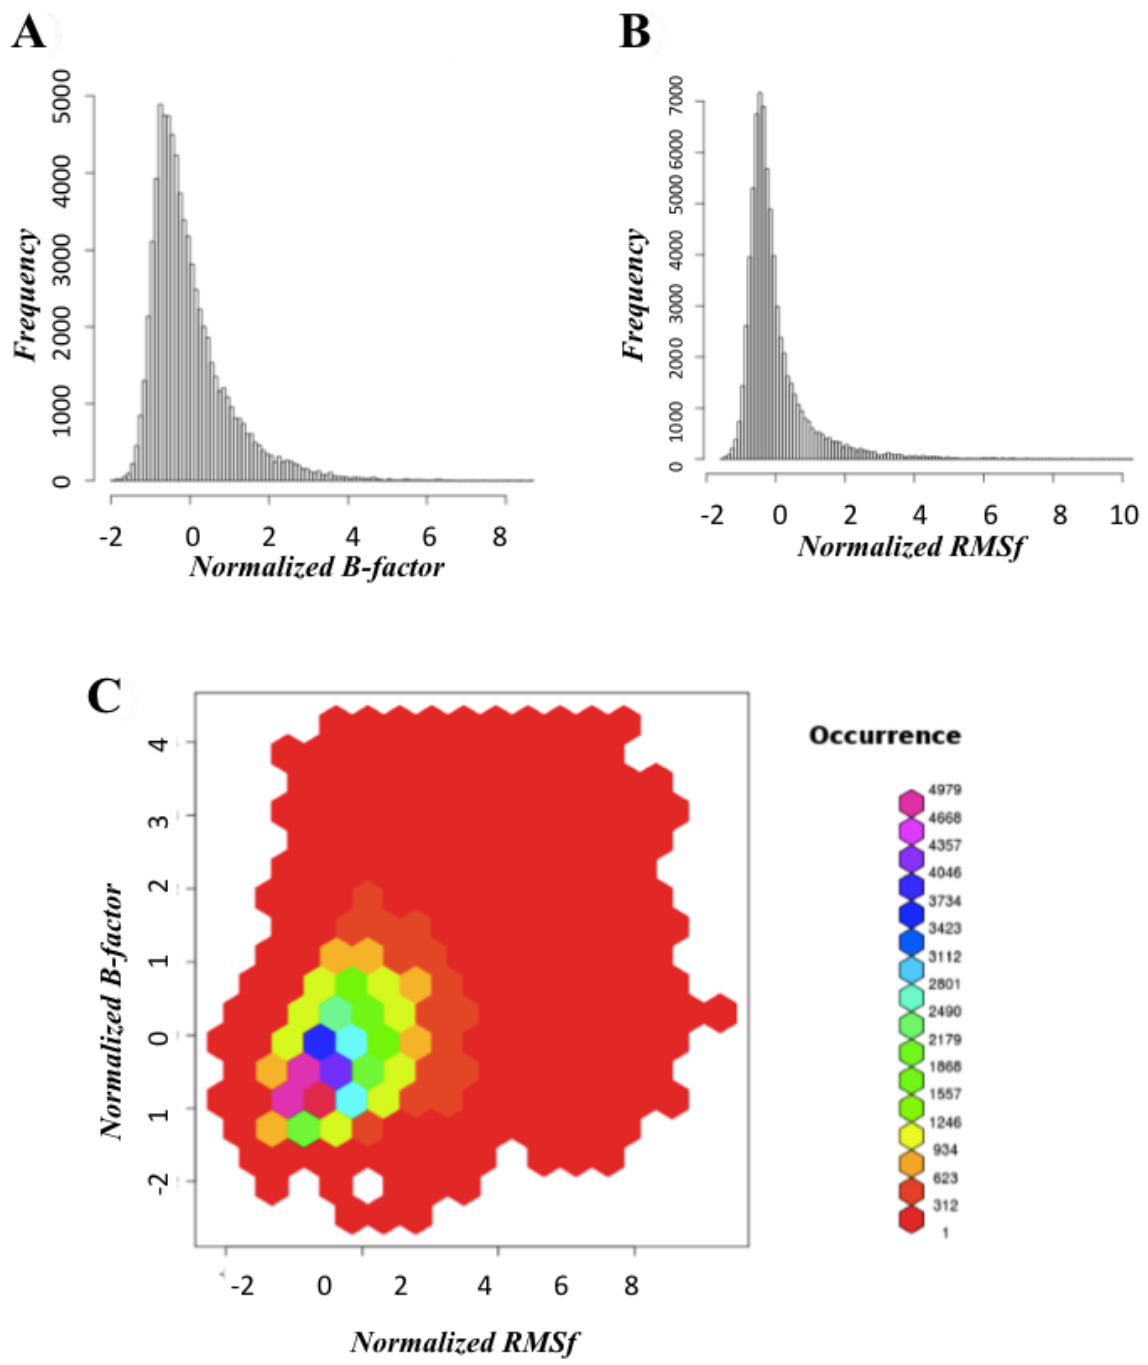 A
B
5000
4000
3000
2000
1000
0
Frequency
-2 0 2 4 6 8
Normalized B-factor
7000
6000
5000
4000
3000
2000
1000
0
Frequency
-2 0 2 4 6 8 10
Normalized RMSf
C
4
3
2
1
0
1
-2
Normalized B-factor
-2 0 2 4 6 8
Normalized RMSf
Occurrence
4979
4668
4357
4046
3734
3423
3112
2801
2490
2179
1868
1557
1246
934
623
312
1